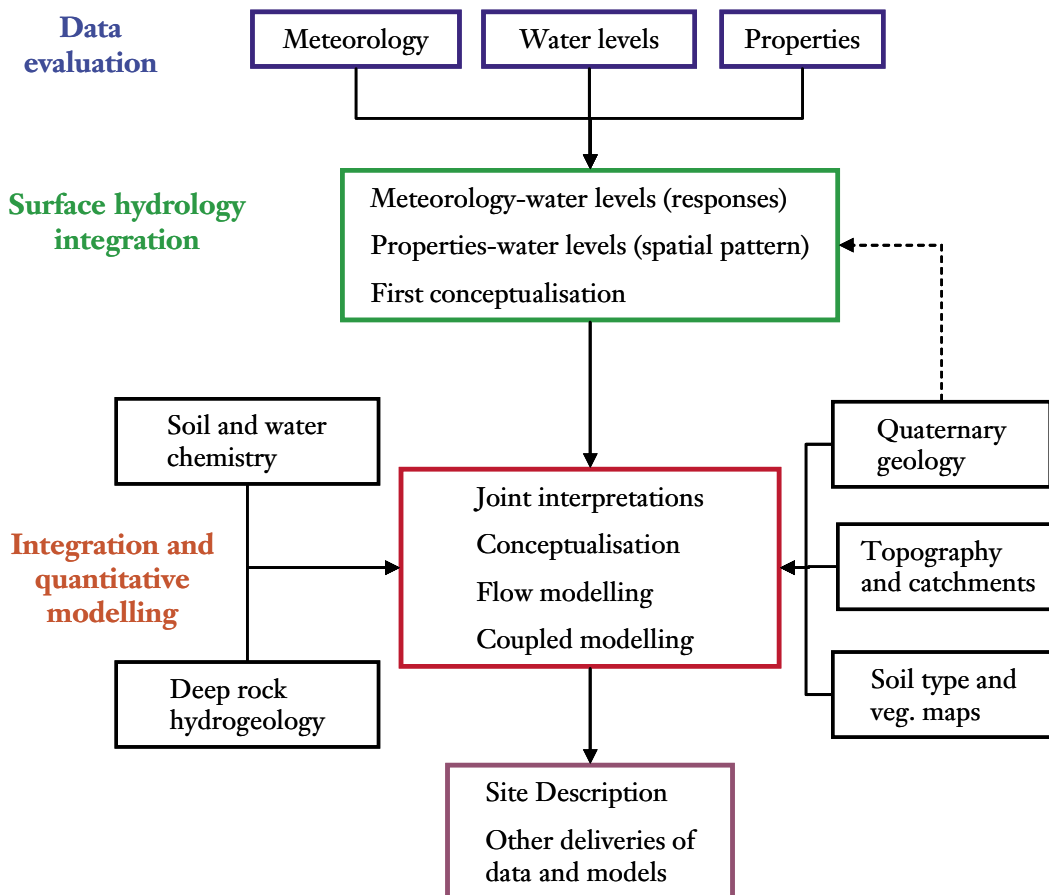 Data
evaluation
Meteorology
Water levels
Properties
Surface hydrology
integration
Meteorology-water levels (responses)
Properties-water levels (spatial pattern)
First conceptualisation
Soil and water
chemistry
Quaternary
geology
Integration and
quantitative
modelling
Joint interpretations
Conceptualisation
Flow modelling
Coupled modelling
Topography
and catchments
Deep rock
hydrogeology
Soil type and
veg. maps
Site Description
Other deliveries of
data and models